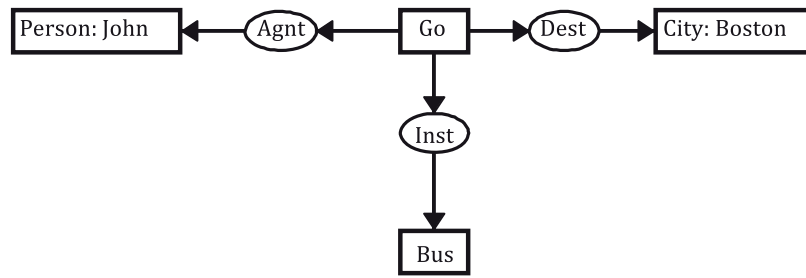 Person: John
Agnt
Go
Dest
City: Boston
Inst
Bus